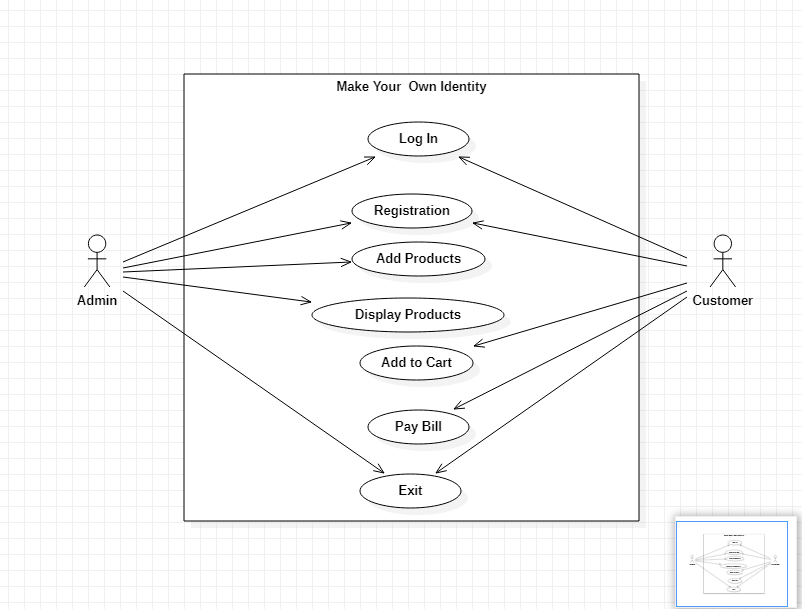 Make Your  Own Identity
Log In
Registration
Add Products
Admin
Customer
Display Products
Add to Cart
Pay Bill
Exit